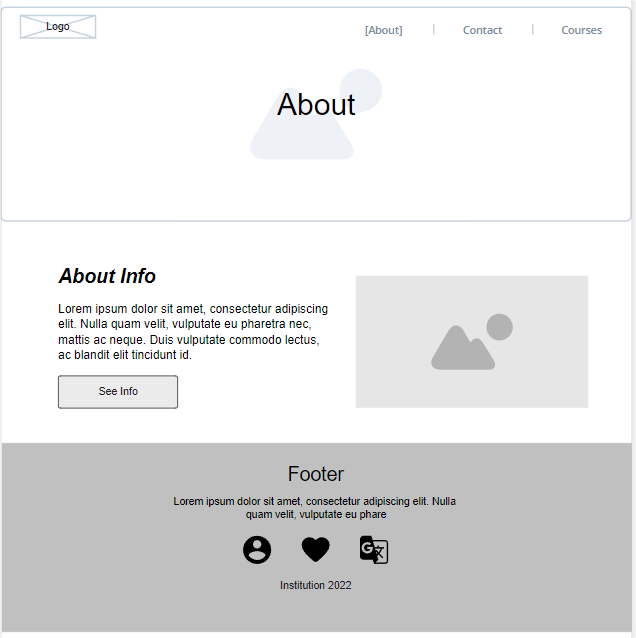 Logo
[About] | Contact | Courses
About
About Info
Lorem ipsum dolor sit amet, consectetur adipiscing
elit. Nulla quam velit, vulputate eu pharetra nec,
mattis ac neque. Duis vulputate commodo lectus,
ac blandit elit tincidunt id.
See Info
Footer
Lorem ipsum dolor sit amet, consectetur adipiscing elit. Nulla
quam velit, vulputate eu phare
G文
Institution 2022